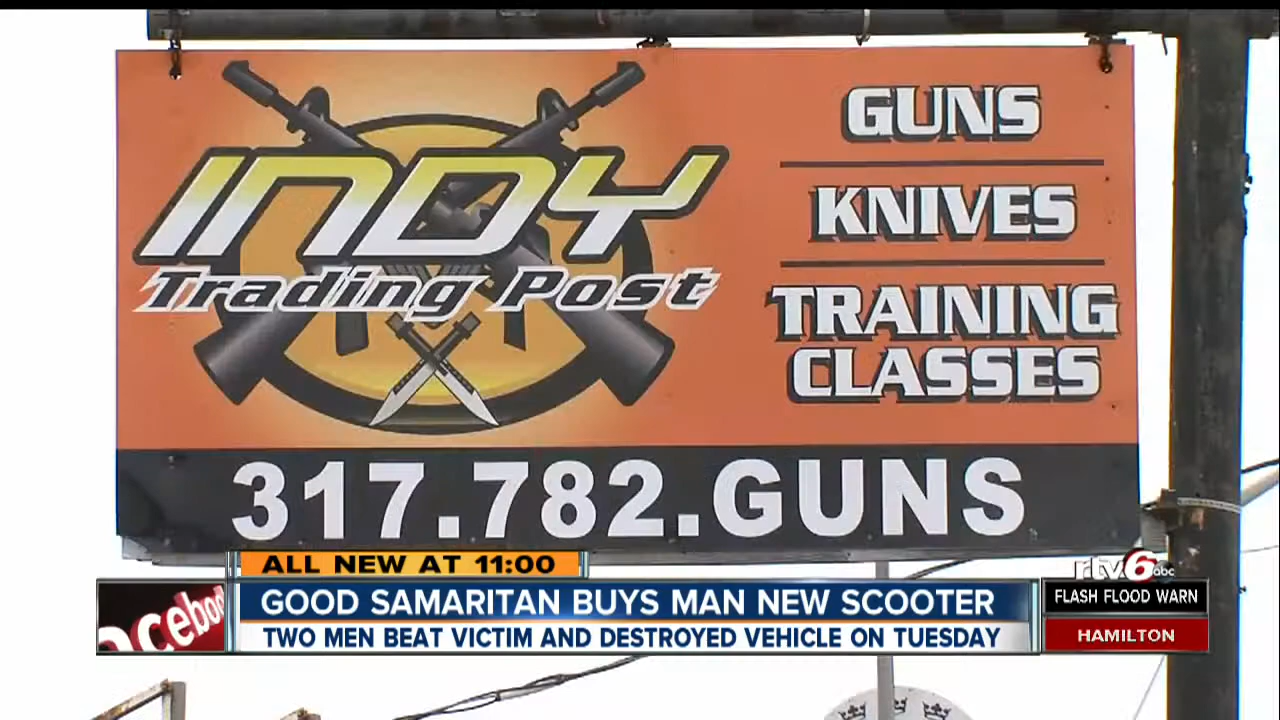 INDY
Trading Post
GUNS
KNIVES
TRAINING
CLASSES
317.782.GUNS
ALL NEW AT 11:00
GOOD SAMARITAN BUYS MAN NEW SCOOTER
TWO MEN BEAT VICTIM AND DESTROYED VEHICLE ON TUESDAY
rtv6 abc
FLASH FLOOD WARN
HAMILTON